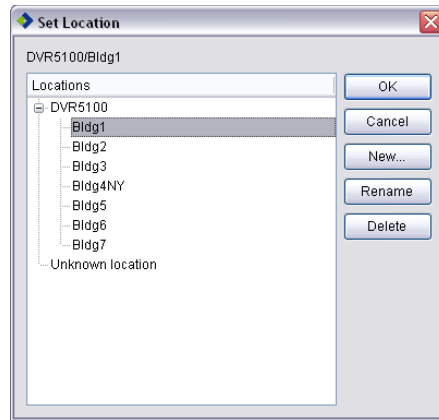 Set Location
DVR5100/Bldg1
Locations
DVR5100
Bldg1
Bldg2
Bldg3
Bldg4NY
Bldg5
Bldg6
Bldg7
Unknown location
OK
Cancel
New...
Rename
Delete